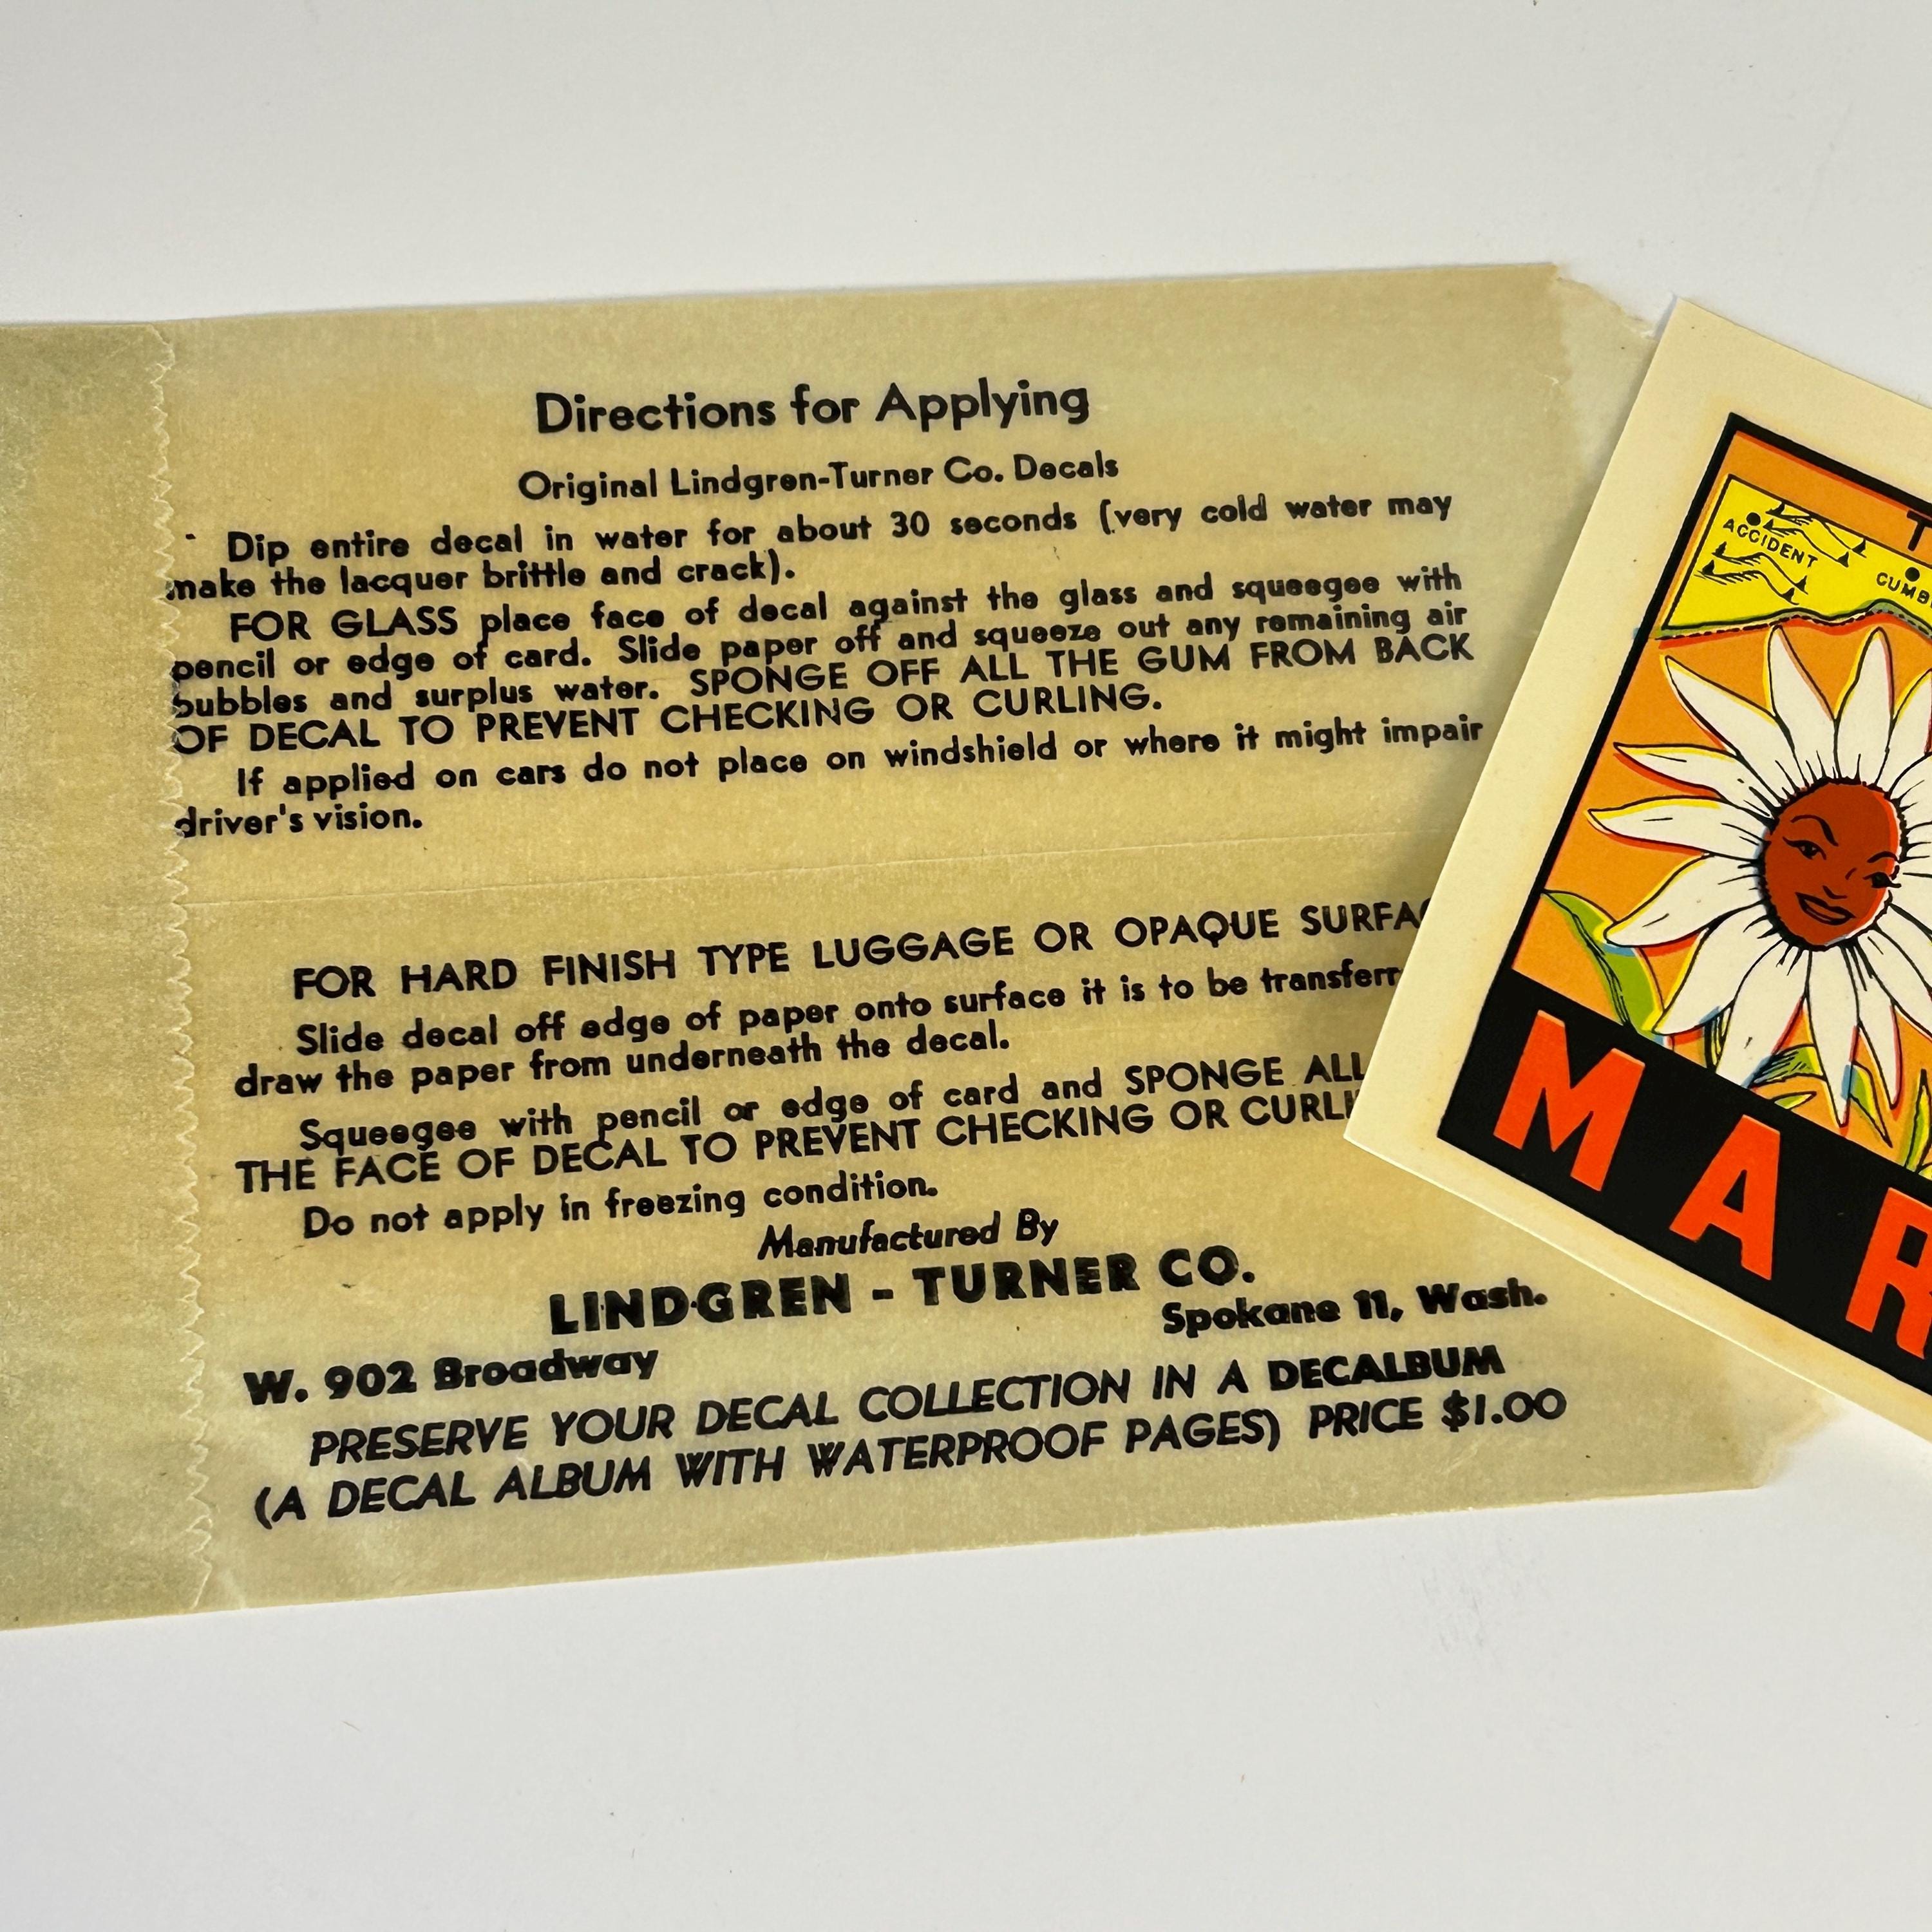 Directions for Applying
Original Lindgren-Turner Co. Decals
Dip entire decal in water for about 30 seconds (very cold water may
make the lacquer brittle and crack).
FOR GLASS place face of decal against the glass and squeegee with
pencil or edge of card. Slide paper off and squeeze out any remaining air
bubbles and surplus water. SPONGE OFF ALL THE GUM FROM BACK
OF DECAL TO PREVENT CHECKING OR CURLING.
If applied on cars do not place on windshield or where it might impair
driver's vision.
FOR HARD FINISH TYPE LUGGAGE OR OPAQUE SURFA
Slide decal off edge of paper onto surface it is to be transferr
draw the paper from underneath the decal.
Squeegee with pencil or edge of card and SPONGE ALL
THE FACE OF DECAL TO PREVENT CHECKING OR CURLI
Do not apply in freezing condition.
Manufactured By
LINDGREN - TURNER CO.
W. 902 Broadway Spokane 11, Wash.
PRESERVE YOUR DECAL COLLECTION IN A DECALBUM
(A DECAL ALBUM WITH WATERPROOF PAGES) PRICE $1.00
T
ACCIDENT
CUMB
MAR